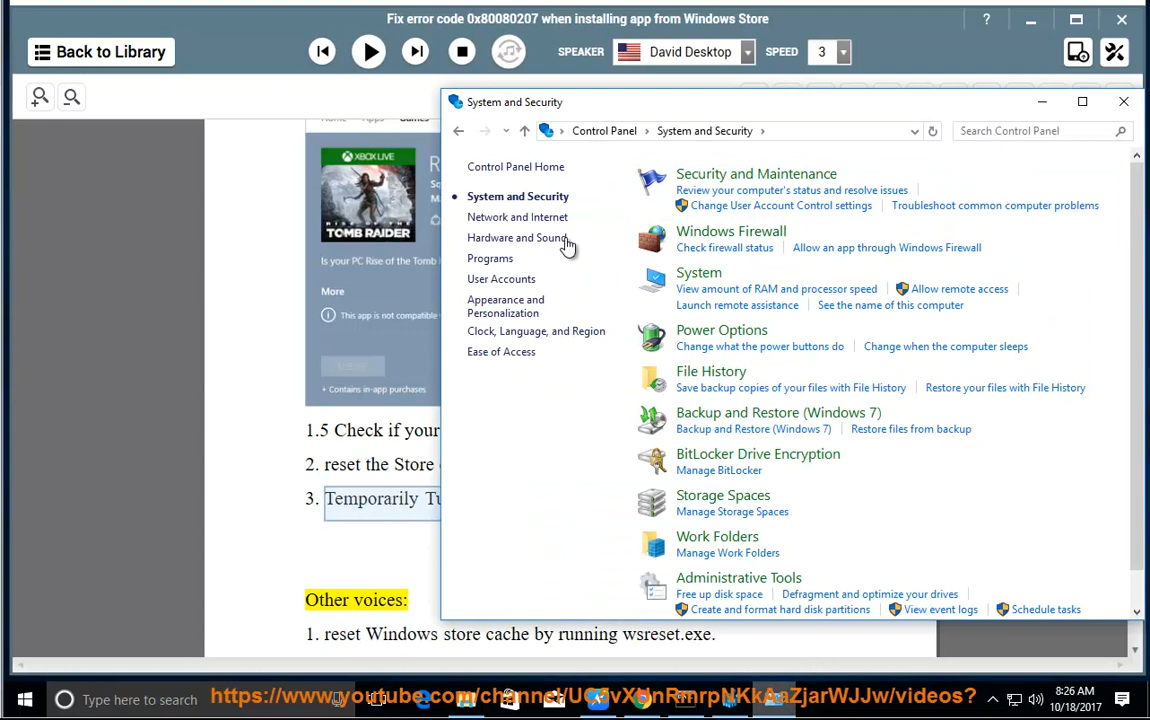 Fix error code 0x80080207 when installing app from Windows Store
?
Back to Library
SPEAKER
David Desktop
SPEED
3
System and Security
Control Panel
System and Security
Search Control Panel
XBOX LIVE
RISE OF THE
TOMB RAIDER
R
Is your PC Rise of the Tomb
More
This app is not compatible
+ Contains in-app purchases
1.5 Check if your
2. reset the Store
3. Temporarily Tu
Other voices:
1. reset Windows store cache by running wsreset.exe.
Control Panel Home
System and Security
Network and Internet
Hardware and Sound
Programs
User Accounts
Appearance and
Personalization
Clock, Language, and Region
Ease of Access
Security and Maintenance
Review your computer's status and resolve issues
Change User Account Control settings
Troubleshoot common computer problems
Windows Firewall
Check firewall status
Allow an app through Windows Firewall
System
View amount of RAM and processor speed
Allow remote access
Launch remote assistance
See the name of this computer
Power Options
Change what the power buttons do
Change when the computer sleeps
File History
Save backup copies of your files with File History
Restore your files with File History
Backup and Restore (Windows 7)
Backup and Restore (Windows 7)
Restore files from backup
BitLocker Drive Encryption
Manage BitLocker
Storage Spaces
Manage Storage Spaces
Work Folders
Manage Work Folders
Administrative Tools
Free up disk space
Defragment and optimize your drives
Create and format hard disk partitions
View event logs
Schedule tasks
Type here to search
8:26 AM
10/18/2017